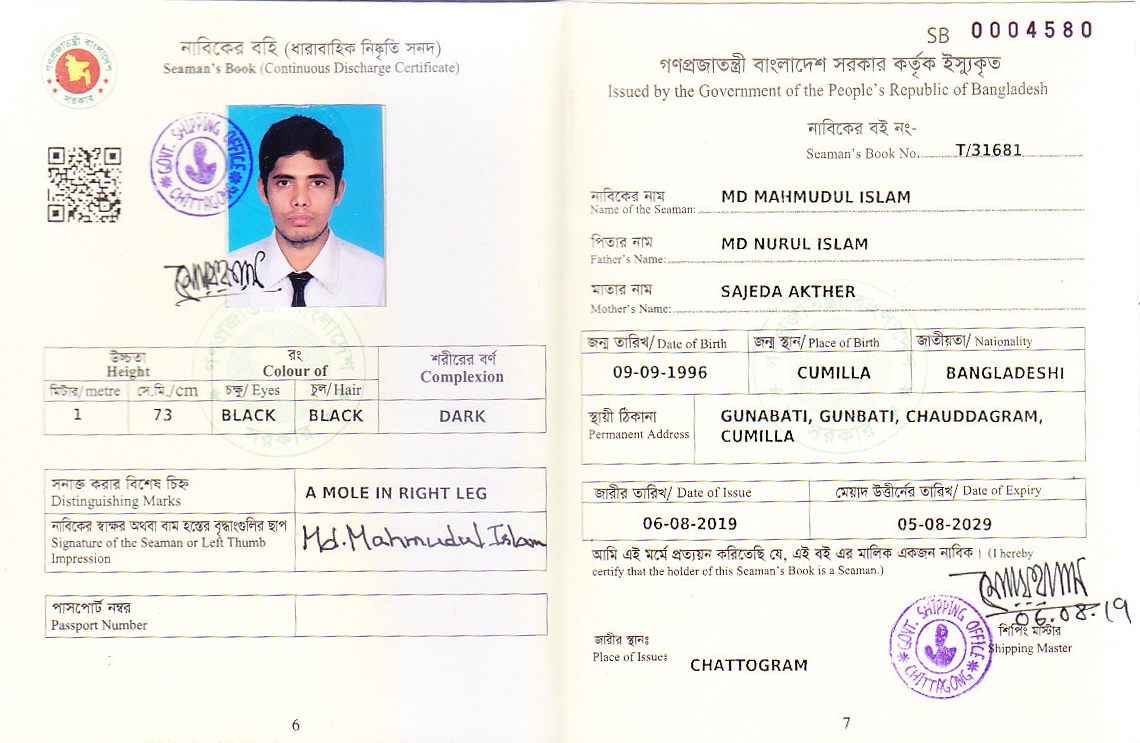 গণপ্রজাতন্ত্রী বাংলাদেশ
সরকার
নাবিকের বহি (ধারাবাহিক নিষ্কৃতি সনদ)
Seaman's Book (Continuous Discharge Certificate)
GOVT. SHIPPING OFFICE
CHITTAGONG
উচ্চতা
Height
রং
Colour of
শরীরের বর্ণ
Complexion
মিটার/metre
সে.মি./cm
চক্ষু/ Eyes
চুল/Hair
1
73
BLACK
BLACK
DARK
সনাক্ত করার বিশেষ চিহ্ন
Distinguishing Marks
A MOLE IN RIGHT LEG
নাবিকের স্বাক্ষর অথবা বাম হস্তের বৃদ্ধাংগুলির ছাপ
Signature of the Seaman or Left Thumb
Impression
Md. Mahmudul Islam
পাসপোর্ট নম্বর
Passport Number
6
SB 0004580
গণপ্রজাতন্ত্রী বাংলাদেশ সরকার কর্তৃক ইস্যুকৃত
Issued by the Government of the People's Republic of Bangladesh
নাবিকের বই নং-
Seaman's Book No. T/31681
নাবিকের নাম
Name of the Seaman: MD MAHMUDUL ISLAM
পিতার নাম
Father's Name: MD NURUL ISLAM
মাতার নাম
Mother's Name: SAJEDA AKTHER
জন্ম তারিখ/ Date of Birth
জন্ম স্থান/ Place of Birth
জাতীয়তা/ Nationality
09-09-1996
CUMILLA
BANGLADESHI
স্থায়ী ঠিকানা
Permanent Address
GUNABATI, GUNBATI, CHAUDDAGRAM,
CUMILLA
জারীর তারিখ/ Date of Issue
মেয়াদ উত্তীর্নের তারিখ/ Date of Expiry
06-08-2019
05-08-2029
আমি এই মর্মে প্রত্যয়ন করিতেছি যে, এই বই এর মালিক একজন নাবিক। (I hereby
certify that the holder of this Seaman's Book is a Seaman.)
06.08.19
শিপিং মাস্টার
Shipping Master
GOVT. SHIPPING OFFICE
CHITTAGONG
জারীর স্থানঃ
Place of Issue: CHATTOGRAM
7